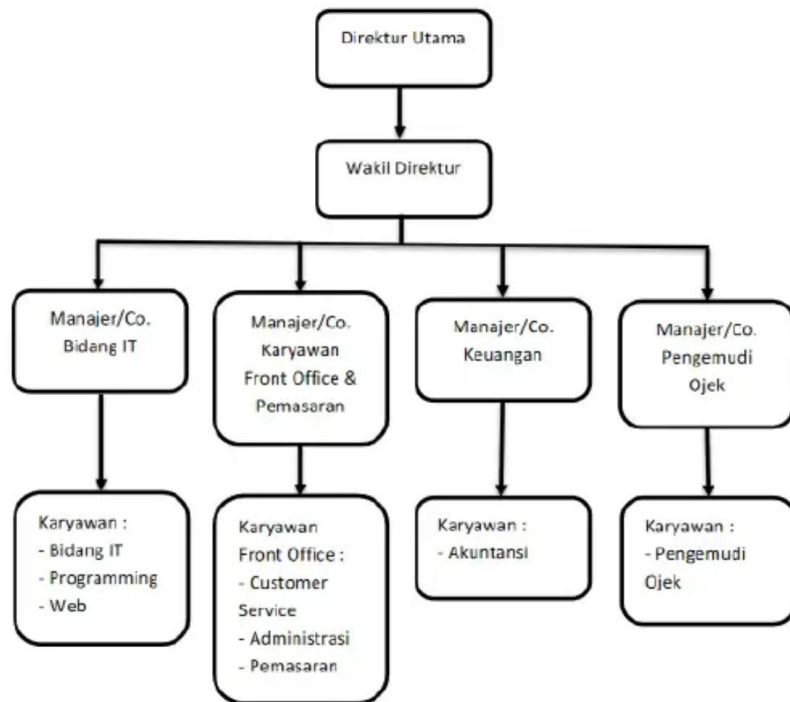 Direktur Utama
Wakil Direktur
Manajer/Co.
Bidang IT
Manajer/Co.
Karyawan
Front Office &
Pemasaran
Manajer/Co.
Keuangan
Manajer/Co.
Pengemudi
Ojek
Karyawan :
- Bidang IT
- Programming
- Web
Karyawan
Front Office :
- Customer
Service
- Administrasi
- Pemasaran
Karyawan :
- Akuntansi
Karyawan :
- Pengemudi
Ojek